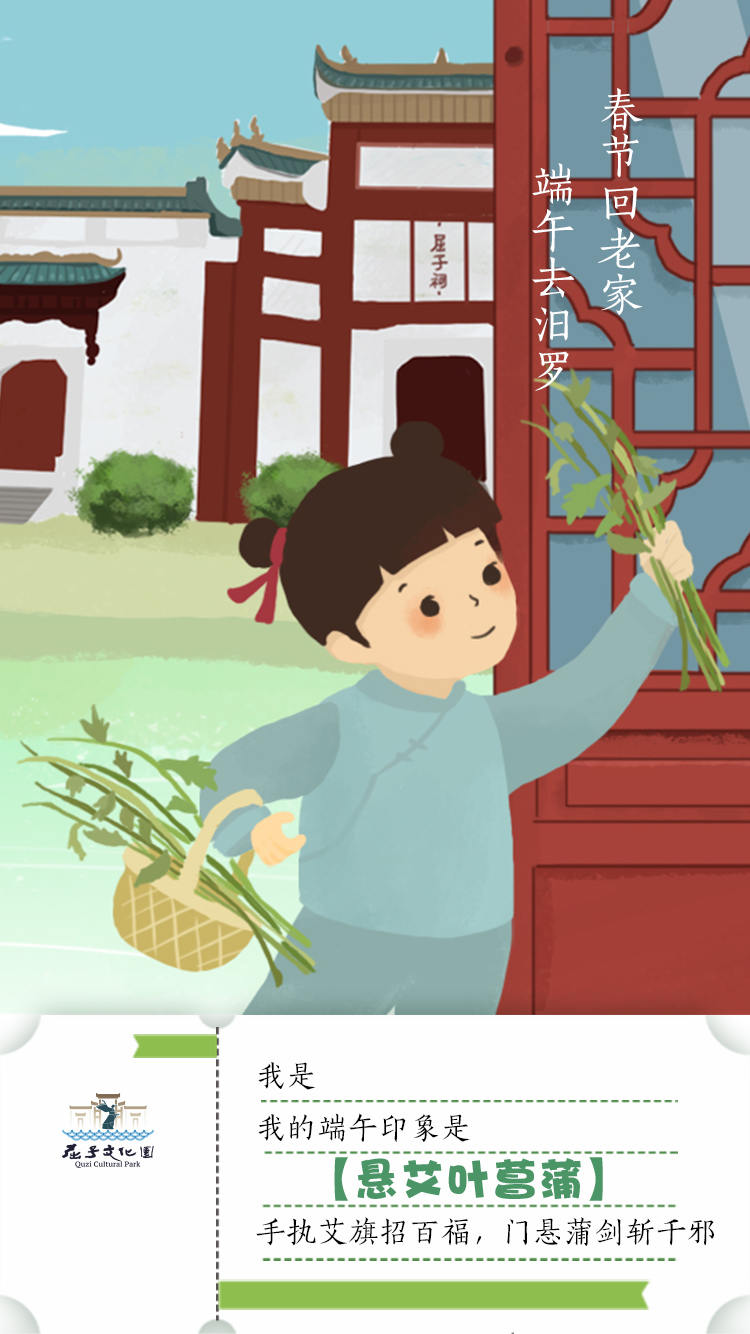 春节回老家
端午去汨罗
屈子祠
我是
我的端午印象是
【悬艾叶菖蒲】
手执艾旗招百福，门悬蒲剑斩千邪
屈子文化园
Quzi Cultural Park